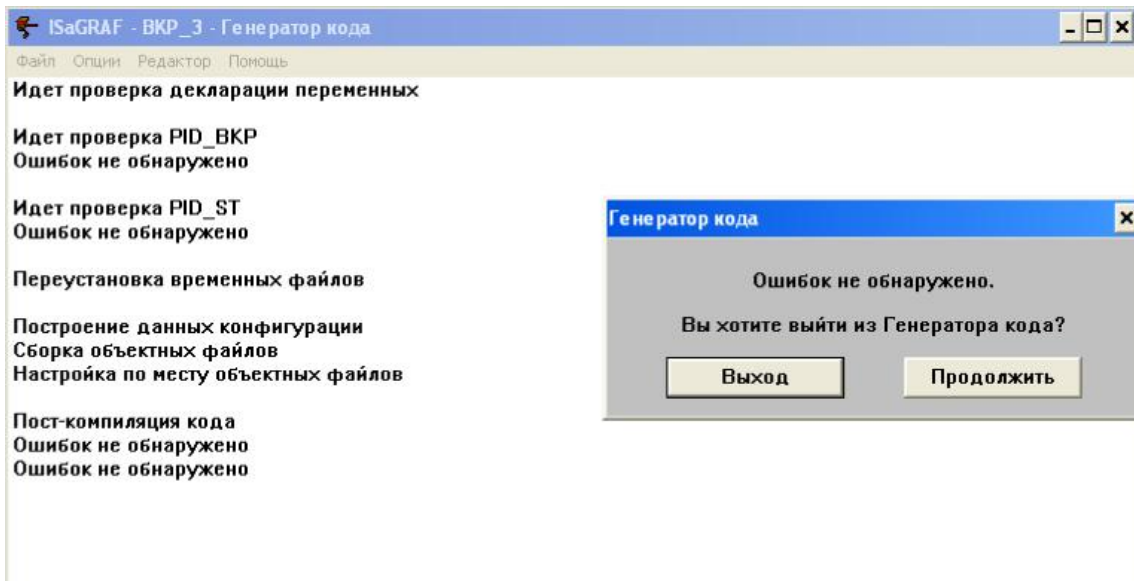 ISaGRAF - BKP_3 - Генератор кода
Файл Опции Редактор Помощь
Идет проверка декларации переменных
Идет проверка PID_BKP
Ошибок не обнаружено
Идет проверка PID_ST
Ошибок не обнаружено
Переустановка временных файлов
Построение данных конфигурации
Сборка объектных файлов
Настройка по месту объектных файлов
Пост-компиляция кода
Ошибок не обнаружено
Ошибок не обнаружено
Генератор кода
Ошибок не обнаружено.
Вы хотите выйти из Генератора кода?
Выход Продолжить